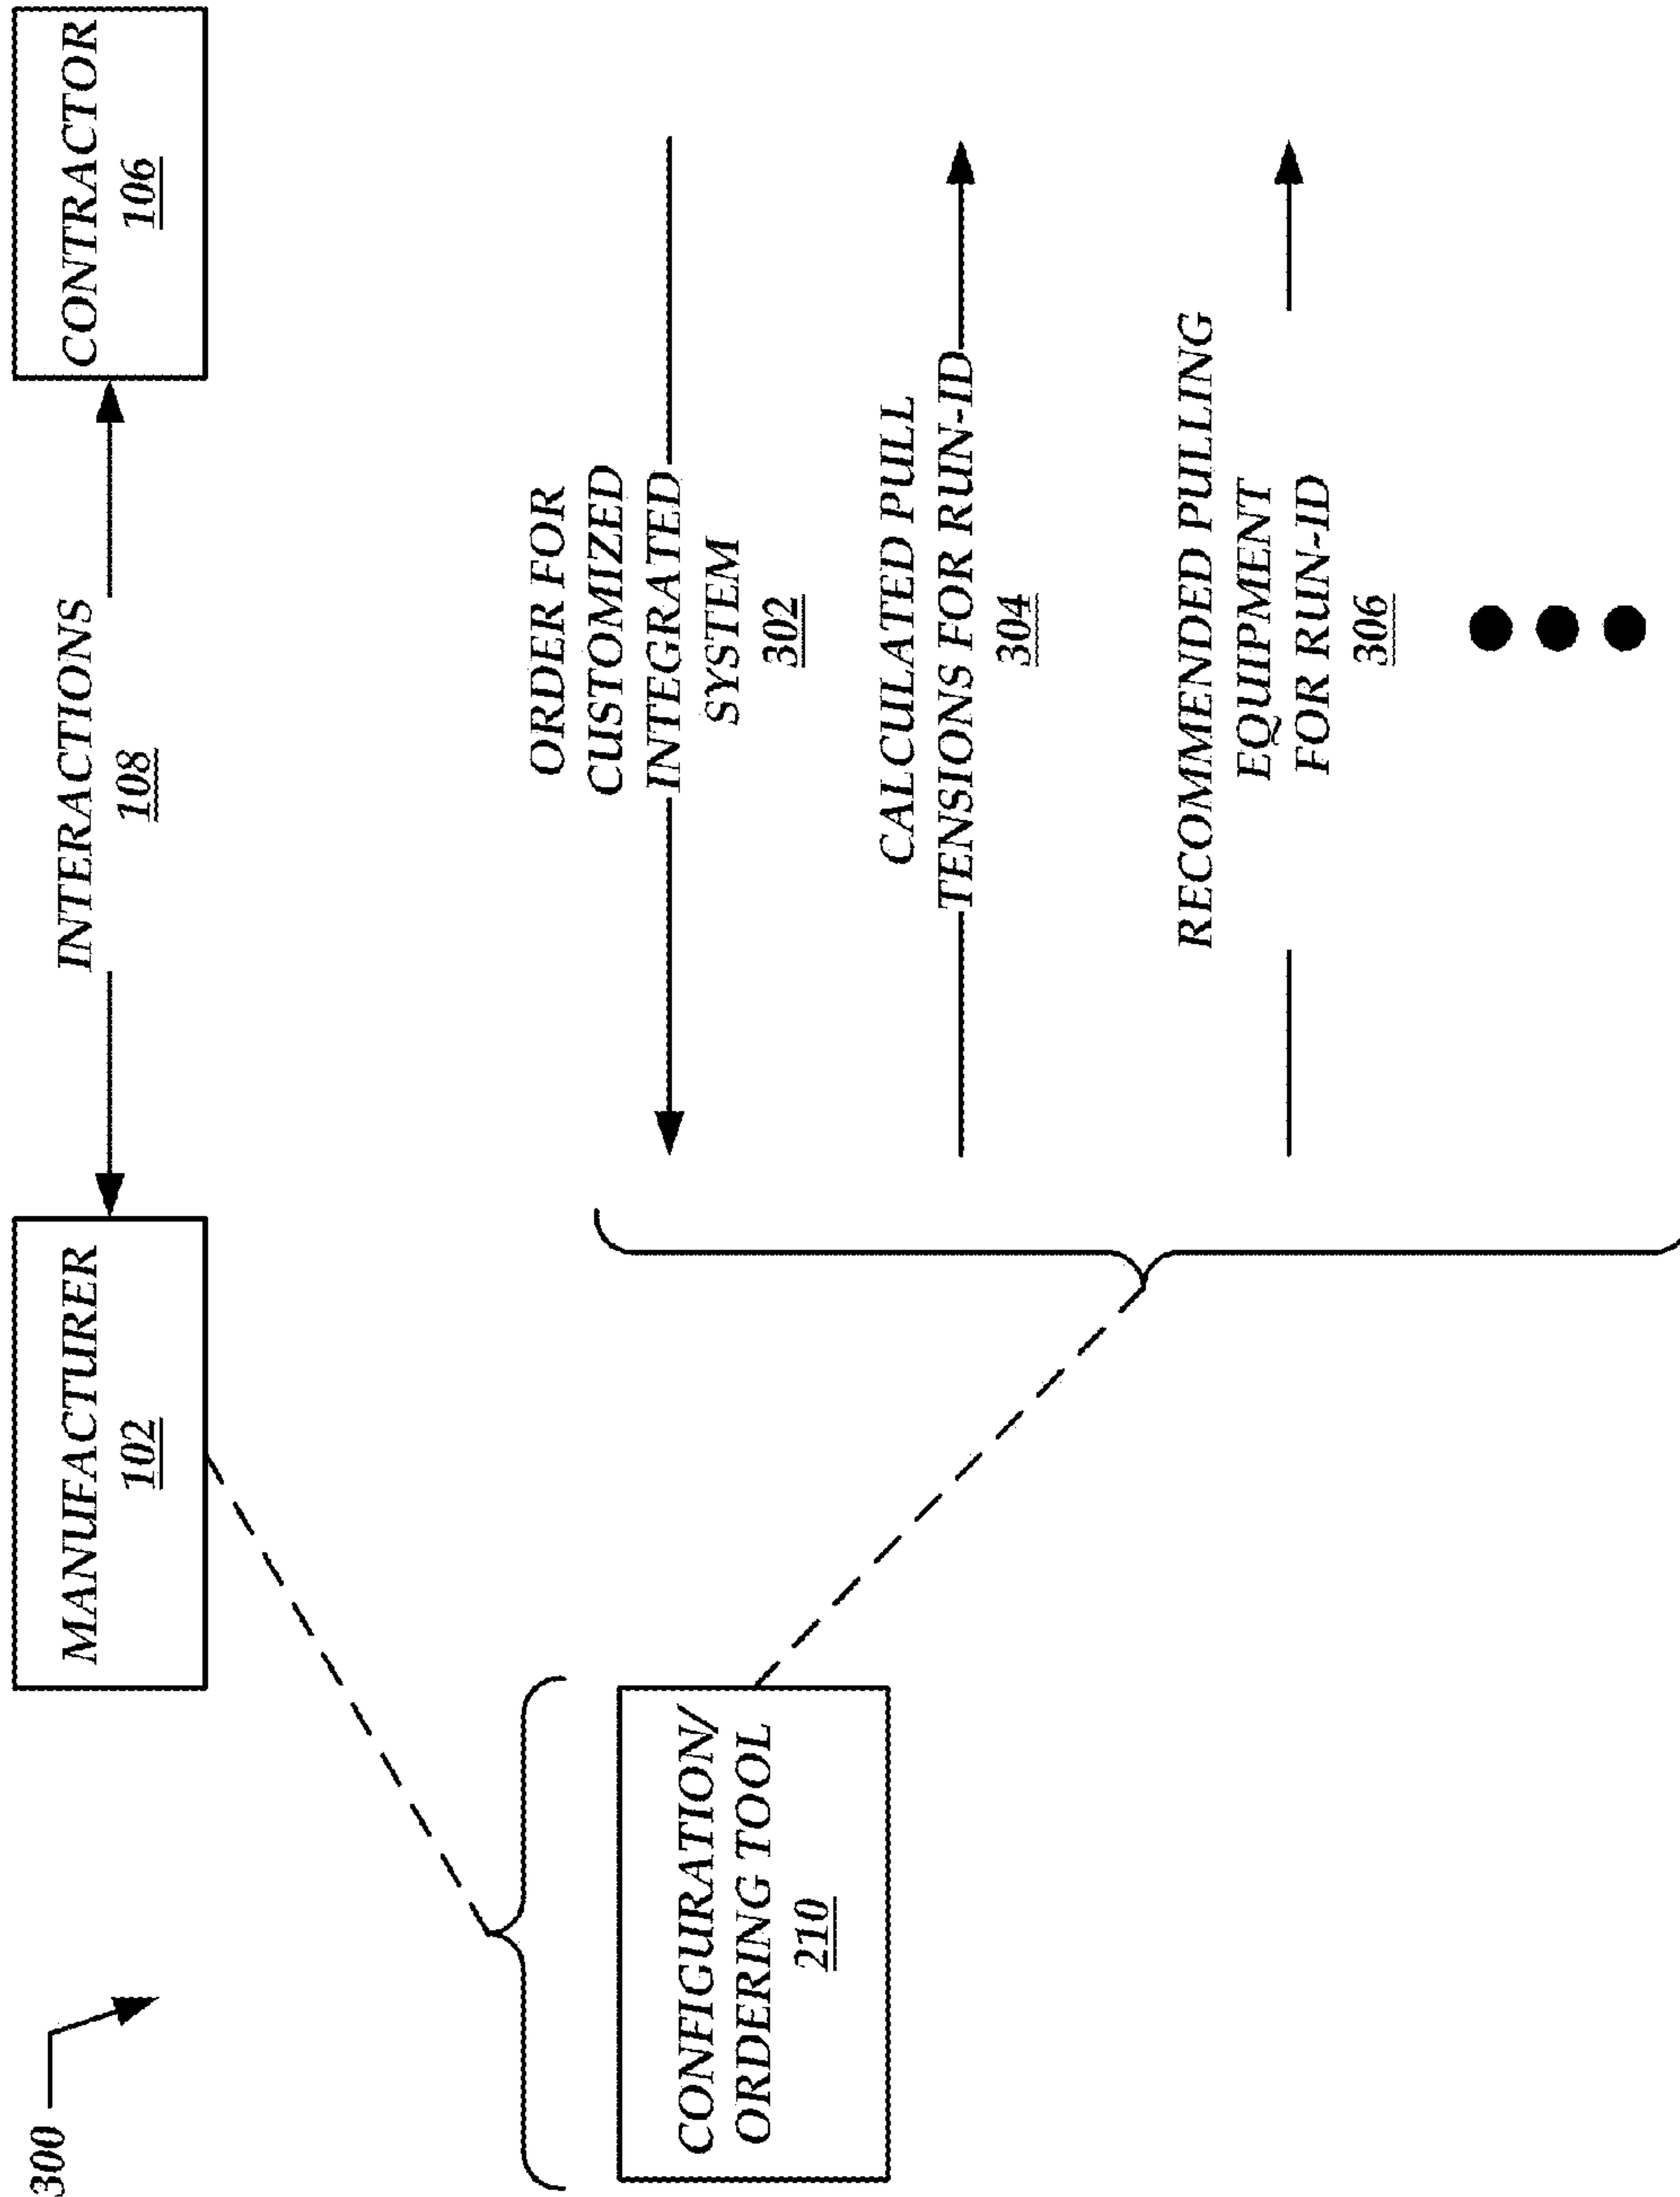 300
MANUFACTURER
102
INTERACTIONS
108
CONTRACTOR
106
CONFIGURATION/
ORDERING TOOL
210
ORDER FOR
CUSTOMIZED
INTEGRATED
SYSTEM
302
CALCULATED PULL
TENSIONS FOR RUN-ID
304
RECOMMENDED PULLING
EQUIPMENT
FOR RUN-ID
306